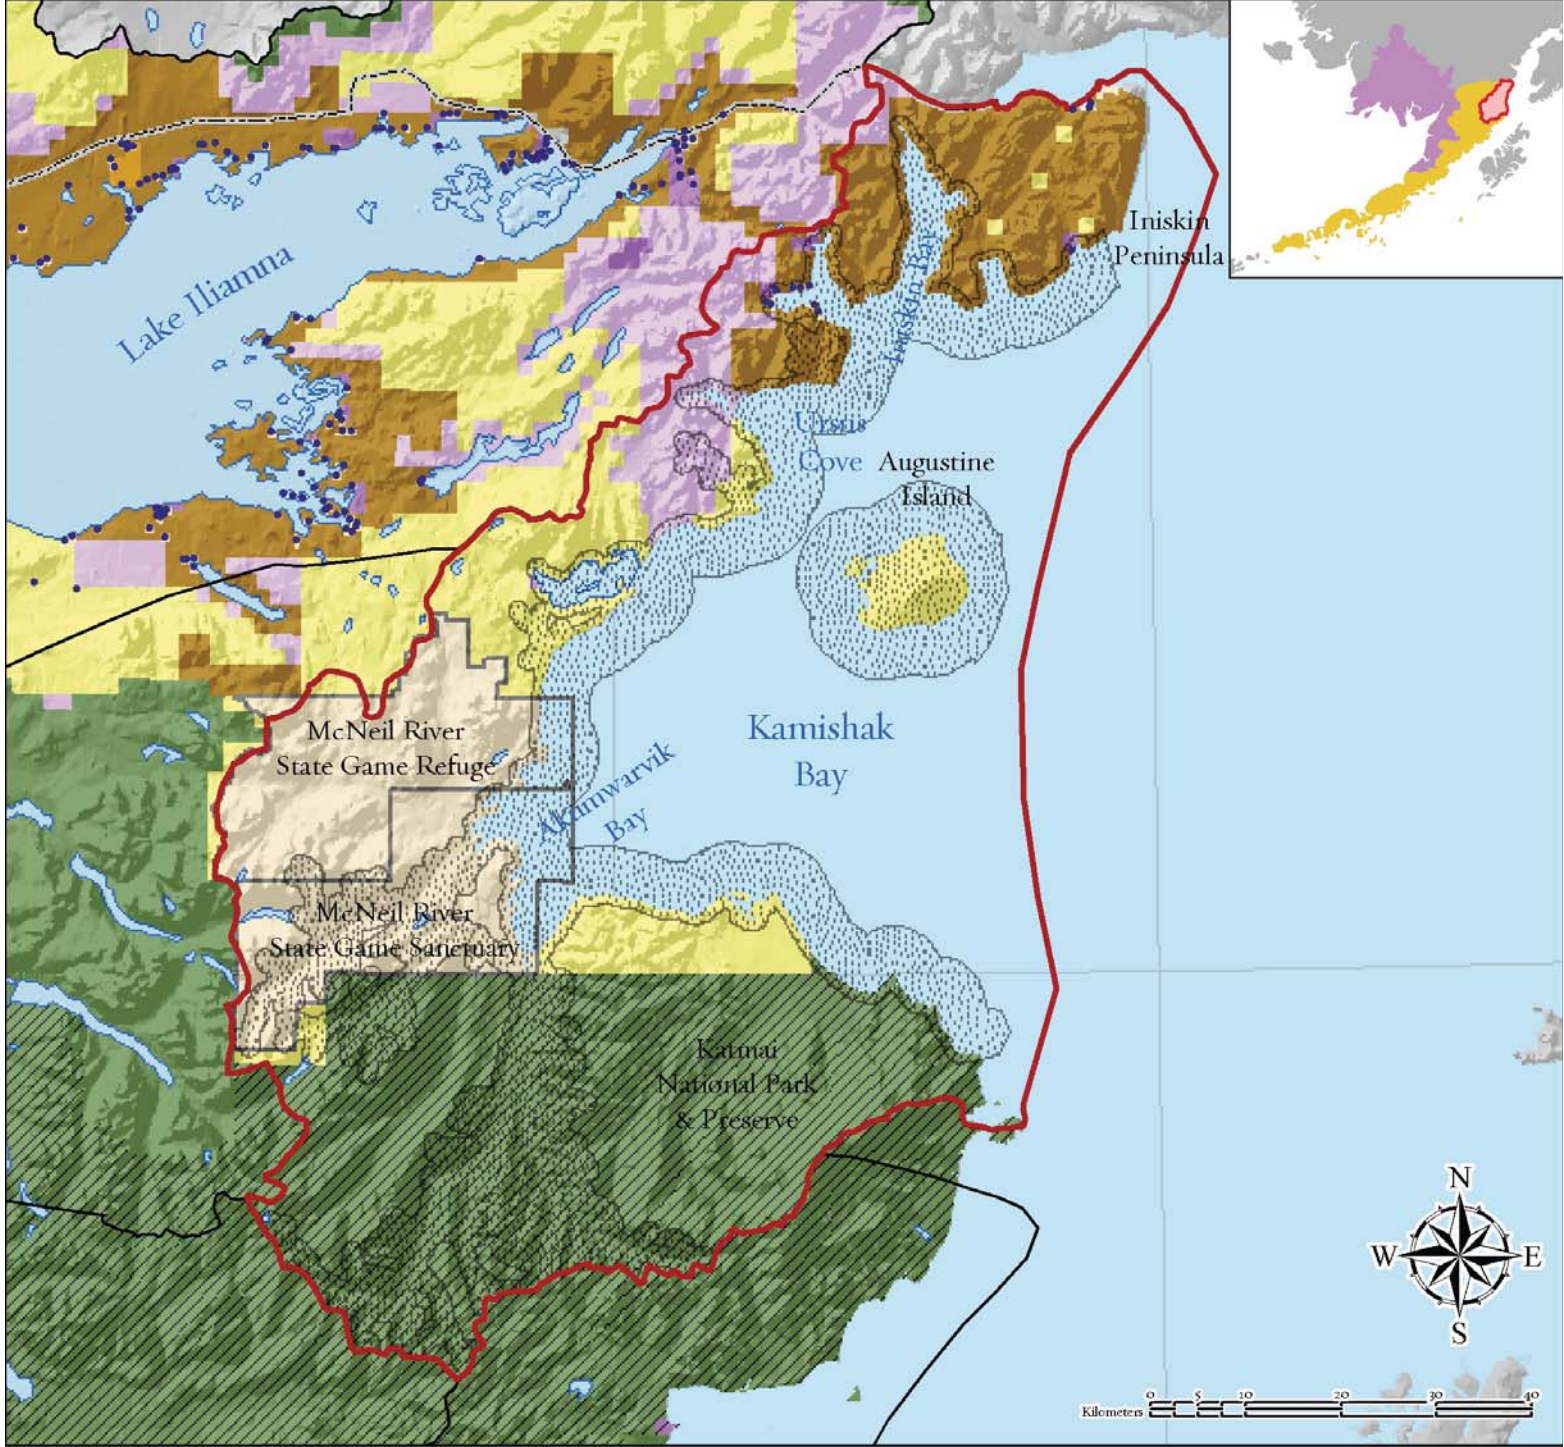 Iniskin
Peninsula
Lake Iliamna
Iniskin Bay
Ursus
Cove
Augustine
Island
McNeil River
State Game Refuge
Kamishak
Bay
Akumwarvik
Bay
McNeil River
State Game Sanctuary
Katmai
National Park
& Preserve
N
W
E
S
0 5 10 20 30 40
Kilometers